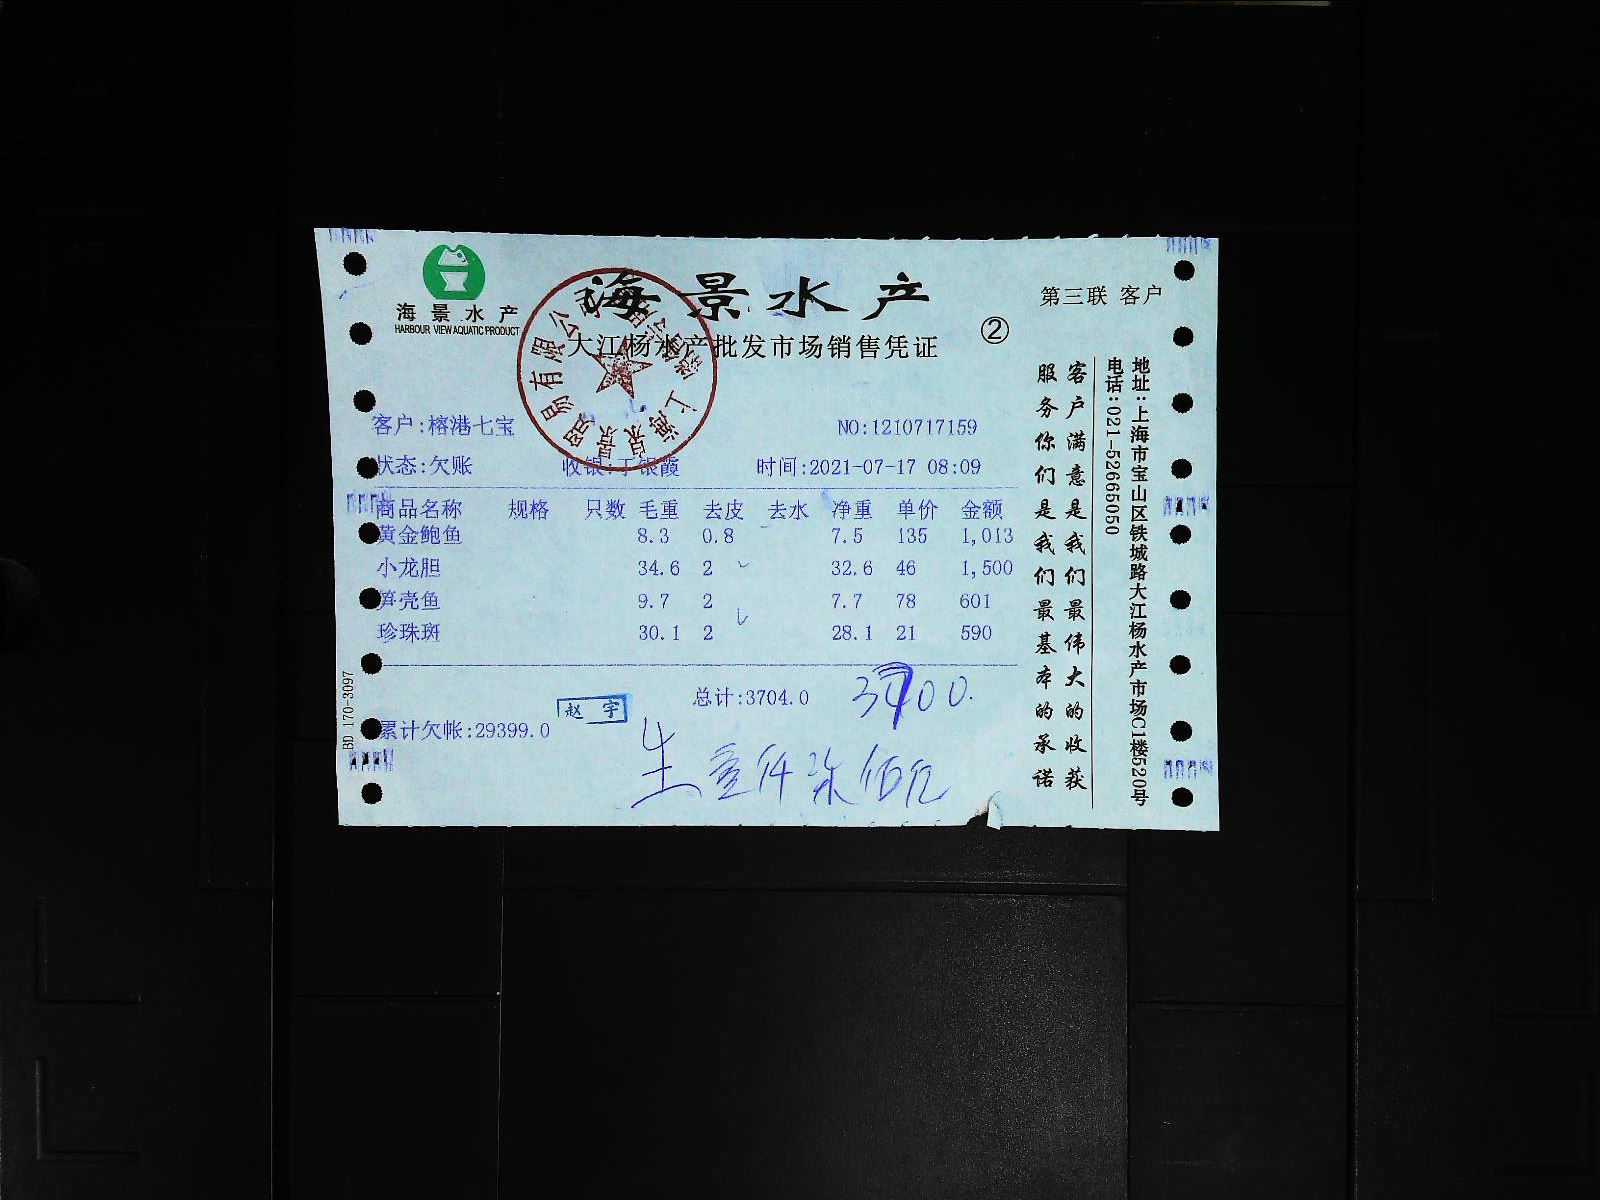 海景水产
HARBOUR VIEW AQUATIC PRODUCT
海景水产
大江杨水产批发市场销售凭证
②
第三联 客户
客户:榕港七宝
NO:1210717159
状态:欠账 收银:丁银霞 时间:2021-07-17 08:09
商品名称 规格 只数 毛重 去皮 去水 净重 单价 金额
黄金鲍鱼 8.3 0.8 7.5 135 1,013
小龙胆 34.6 2 32.6 46 1,500
笋壳鱼 9.7 2 7.7 78 601
珍珠斑 30.1 2 28.1 21 590
总计:3704.0
3700.
累计欠帐:29399.0
赵宇
仟柒佰
客户满意是我们最伟大的收获
服务你们是我们最基本的承诺
地址:上海市宝山区铁城路大江杨水产市场C1楼520号
电话:021-52665050
BD 170-3097